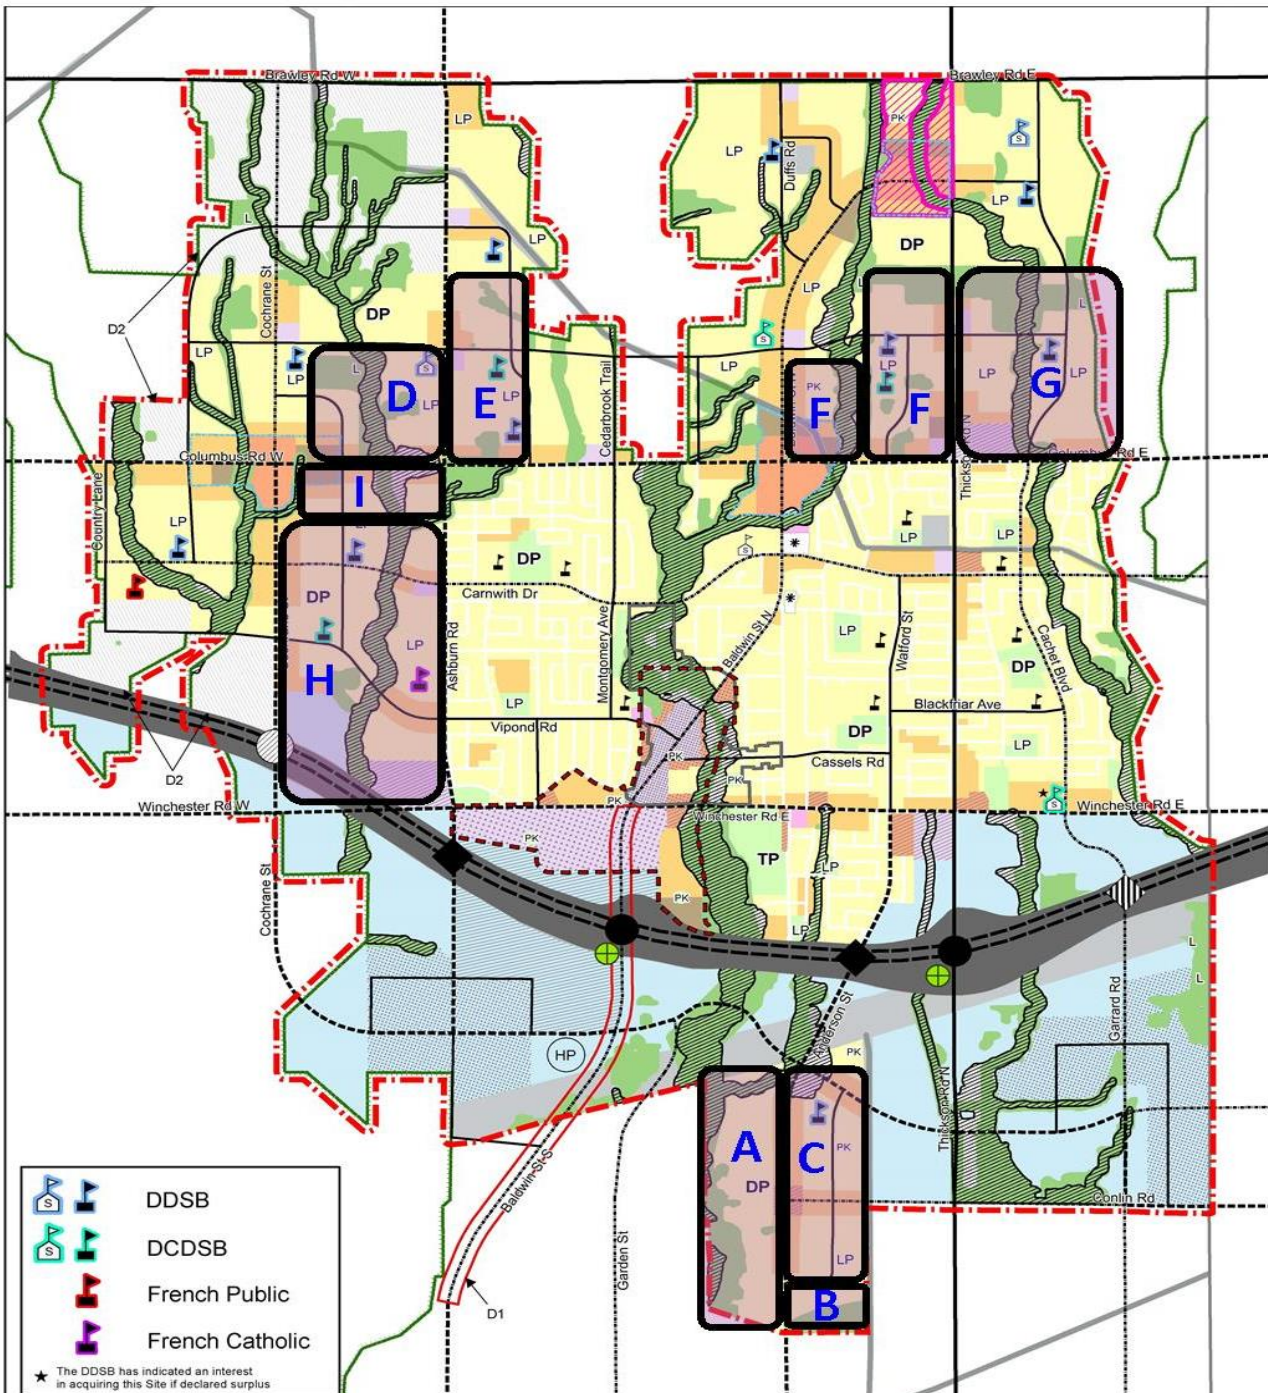 Brawley Rd W
Brawley Rd E
LP
PK
LP
LP
Duffs Rd
LP
LP
L
LP
LP
DP
D2
Cochrane St
DP
LP
L
L
LP
LP
L
LP
LP
LP
Cedarbrook Trail
LP
PK
LP
LP
D
E
F
F
G
Thickson Rd N
Columbus Rd W
Columbus Rd E
I
Country Lane
LP
LP
DP
LP
LP
S
Carnwith Dr
DP
Ashburn Rd
Montgomery Ave
Baldwin St N
LP
Watford St
Cachet Blvd
DP
LP
H
LP
Vipond Rd
Blackfriar Ave
DP
LP
PK
Cassels Rd
PK
D2
Winchester Rd W
PK
Winchester Rd E
Winchester Rd E
S
PK
TP
LP
PK
LP
Cochrane St
L
L
Anderson St
Garrard Rd
HP
PK
Thickson Rd N
A
C
PK
DP
Conlin Rd
Baldwin St S
Garden St
LP
B
D1
S
DDSB
S
DCDSB
French Public
French Catholic
★ The DDSB has indicated an interest
in acquiring this Site if declared surplus